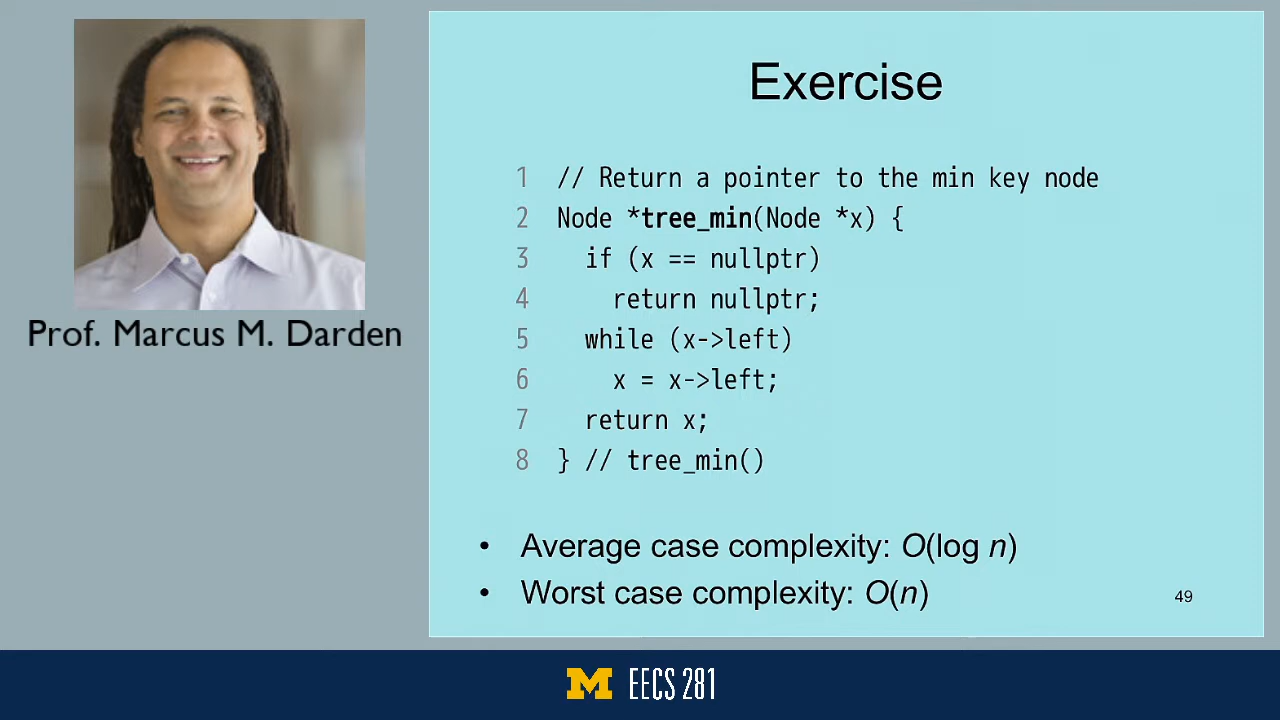 Prof. Marcus M. Darden
Exercise
1 // Return a pointer to the min key node
2 Node *tree_min(Node *x) {
3 if (x == nullptr)
4 return nullptr;
5 while (x->left)
6 x = x->left;
7 return x;
8 } // tree_min()
• Average case complexity: O(log n)
• Worst case complexity: O(n)
49
M EECS 281